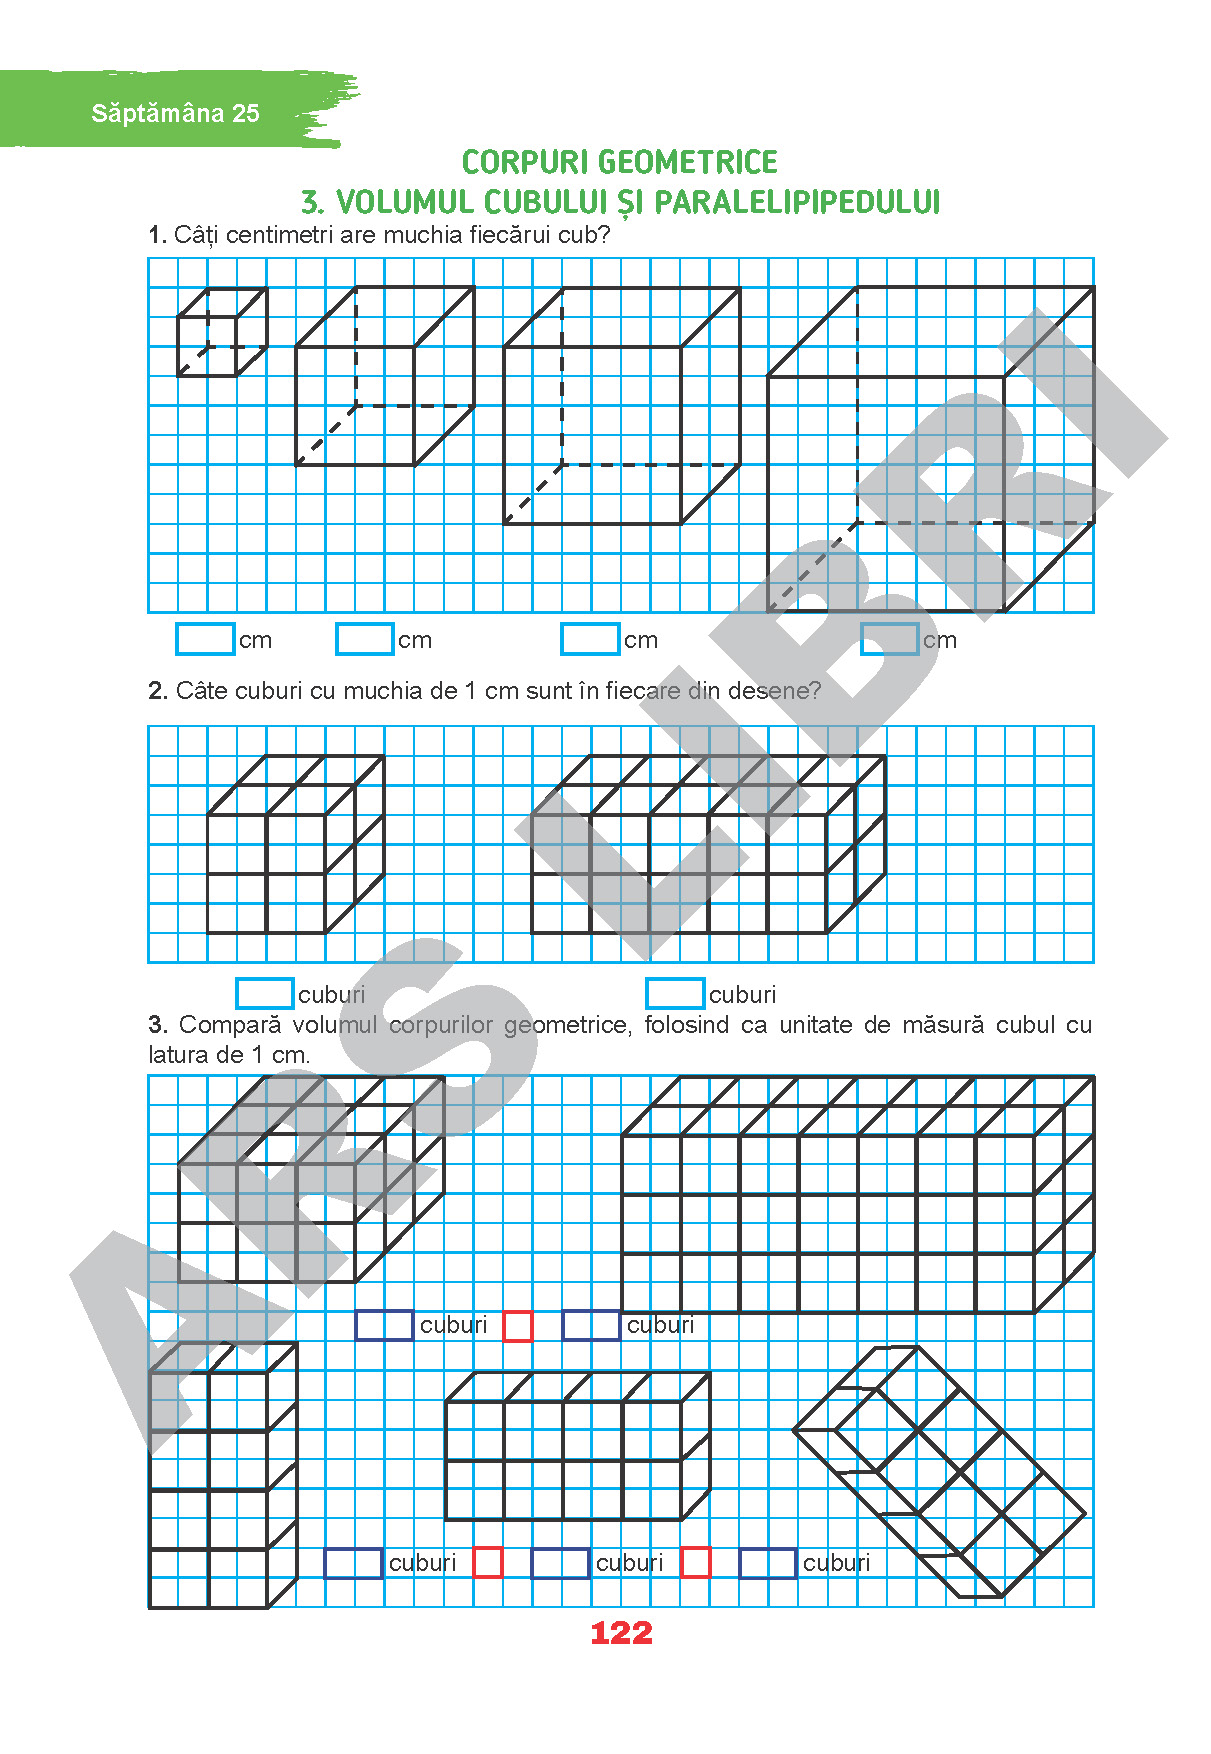 Săptămâna 25
CORPURI GEOMETRICE
3. VOLUMUL CUBULUI ȘI PARALELIPIPEDULUI
1. Câți centimetri are muchia fiecărui cub?
cm cm cm cm
2. Câte cuburi cu muchia de 1 cm sunt în fiecare din desene?
cuburi cuburi
3. Compară volumul corpurilor geometrice, folosind ca unitate de măsură cubul cu
latura de 1 cm.
cuburi cuburi
cuburi cuburi cuburi
122
ARS LIBRI